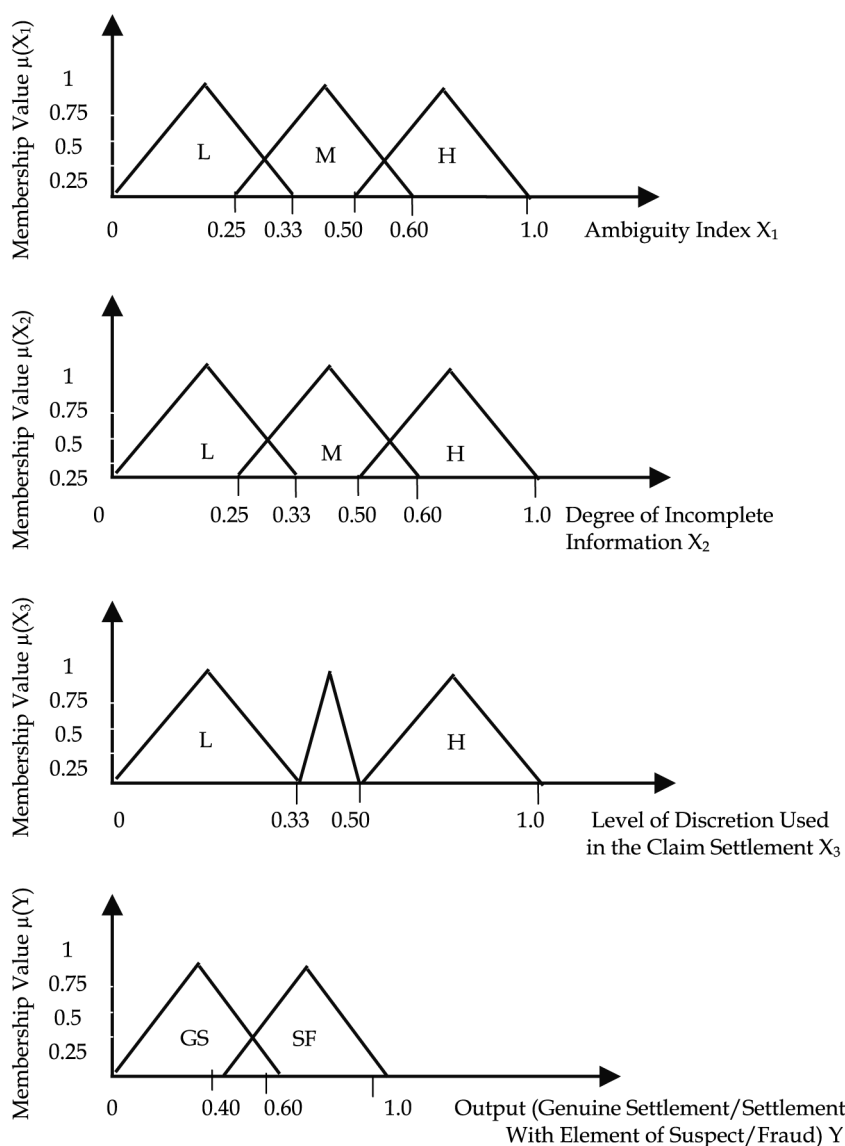 Membership Value μ(X1)
1
0.75
0.5
0.25
L M H
0 0.25 0.33 0.50 0.60 1.0 Ambiguity Index X1
Membership Value μ(X2)
1
0.75
0.5
0.25
L M H
0 0.25 0.33 0.50 0.60 1.0 Degree of Incomplete
Information X2
Membership Value μ(X3)
1
0.75
0.5
0.25
L H
0 0.33 0.50 1.0 Level of Discretion Used
in the Claim Settlement X3
Membership Value μ(Y)
1
0.75
0.5
0.25
GS SF
0 0.40 0.60 1.0 Output (Genuine Settlement/Settlement
With Element of Suspect/Fraud) Y